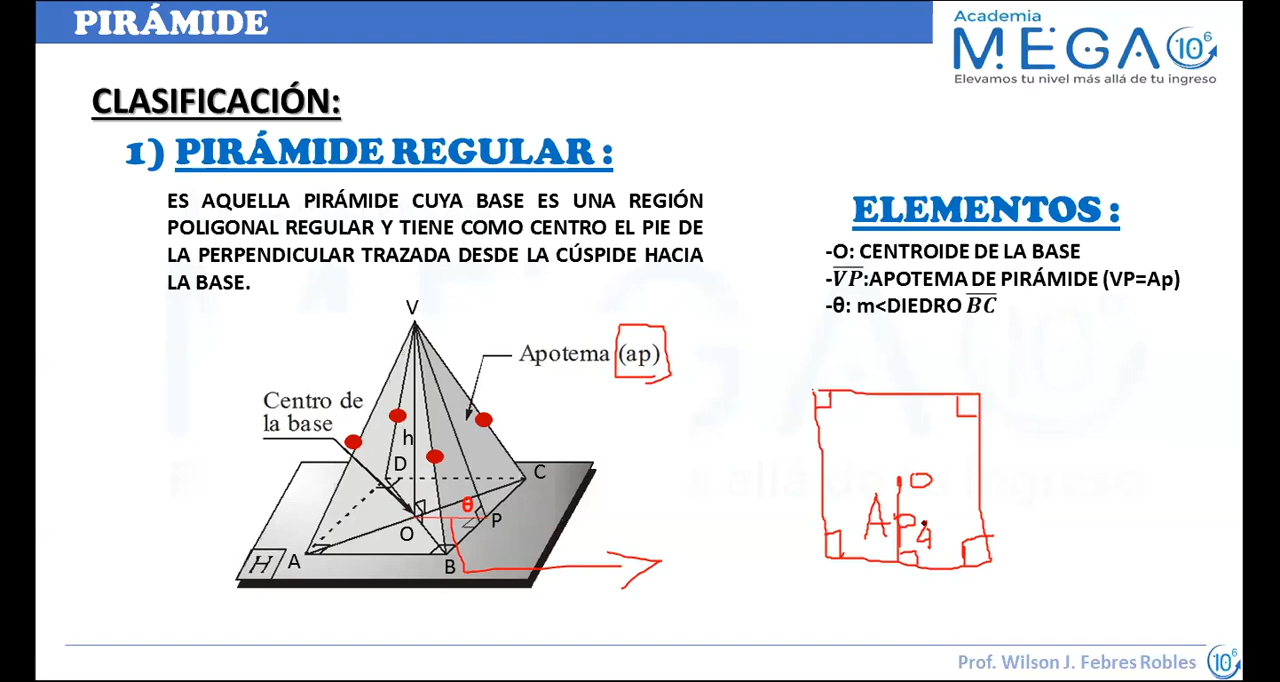 PIRÁMIDE
Academia
MEGA 10⁶
Elevamos tu nivel más allá de tu ingreso
CLASIFICACIÓN:
1) PIRÁMIDE REGULAR :
ES AQUELLA PIRÁMIDE CUYA BASE ES UNA REGIÓN
POLIGONAL REGULAR Y TIENE COMO CENTRO EL PIE DE
LA PERPENDICULAR TRAZADA DESDE LA CÚSPIDE HACIA
LA BASE.
ELEMENTOS :
-O: CENTROIDE DE LA BASE
-VP:APOTEMA DE PIRÁMIDE (VP=Ap)
-θ: m<DIEDRO BC
V
Apotema (ap)
Centro de
la base
h
D
C
θ
P
O
A
B
H
O
Ap4
Prof. Wilson J. Febres Robles
10⁶